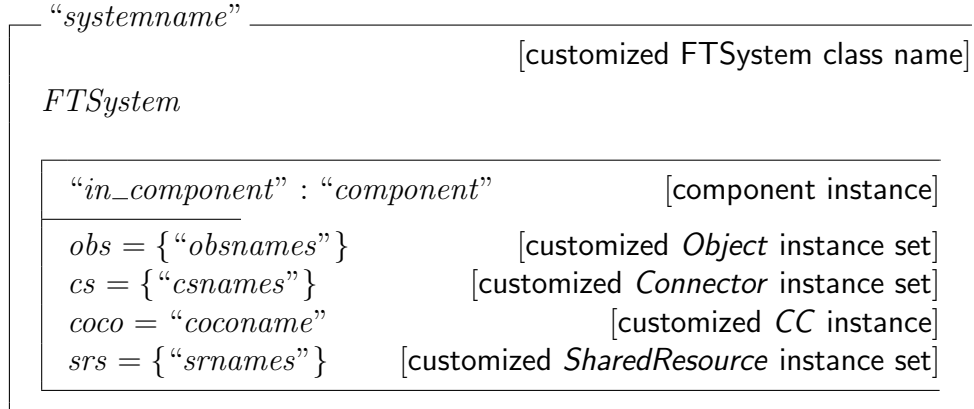 “systemname”
[customized FTSystem class name]
FTSystem
“in_component” : “component” [component instance]
obs = {“obsnames”} [customized Object instance set]
cs = {“csnames”} [customized Connector instance set]
coco = “coconame” [customized CC instance]
srs = {“srnames”} [customized SharedResource instance set]